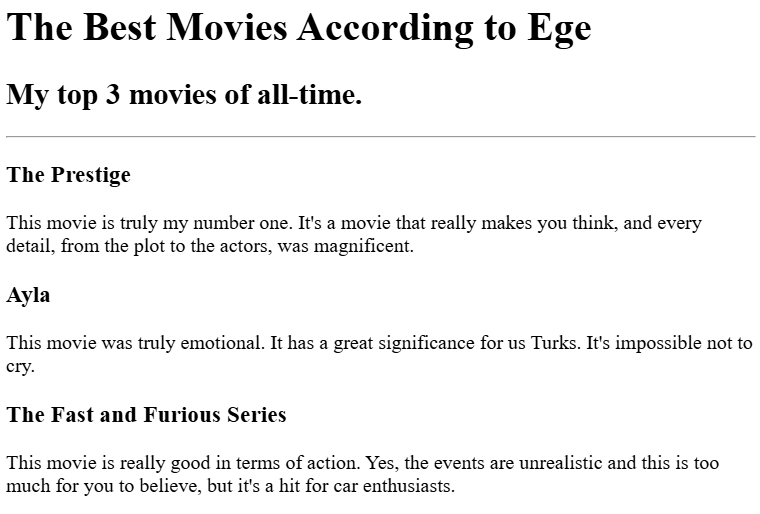 The Best Movies According to Ege
My top 3 movies of all-time.
The Prestige
This movie is truly my number one. It's a movie that really makes you think, and every
detail, from the plot to the actors, was magnificent.
Ayla
This movie was truly emotional. It has a great significance for us Turks. It's impossible not to
cry.
The Fast and Furious Series
This movie is really good in terms of action. Yes, the events are unrealistic and this is too
much for you to believe, but it's a hit for car enthusiasts.